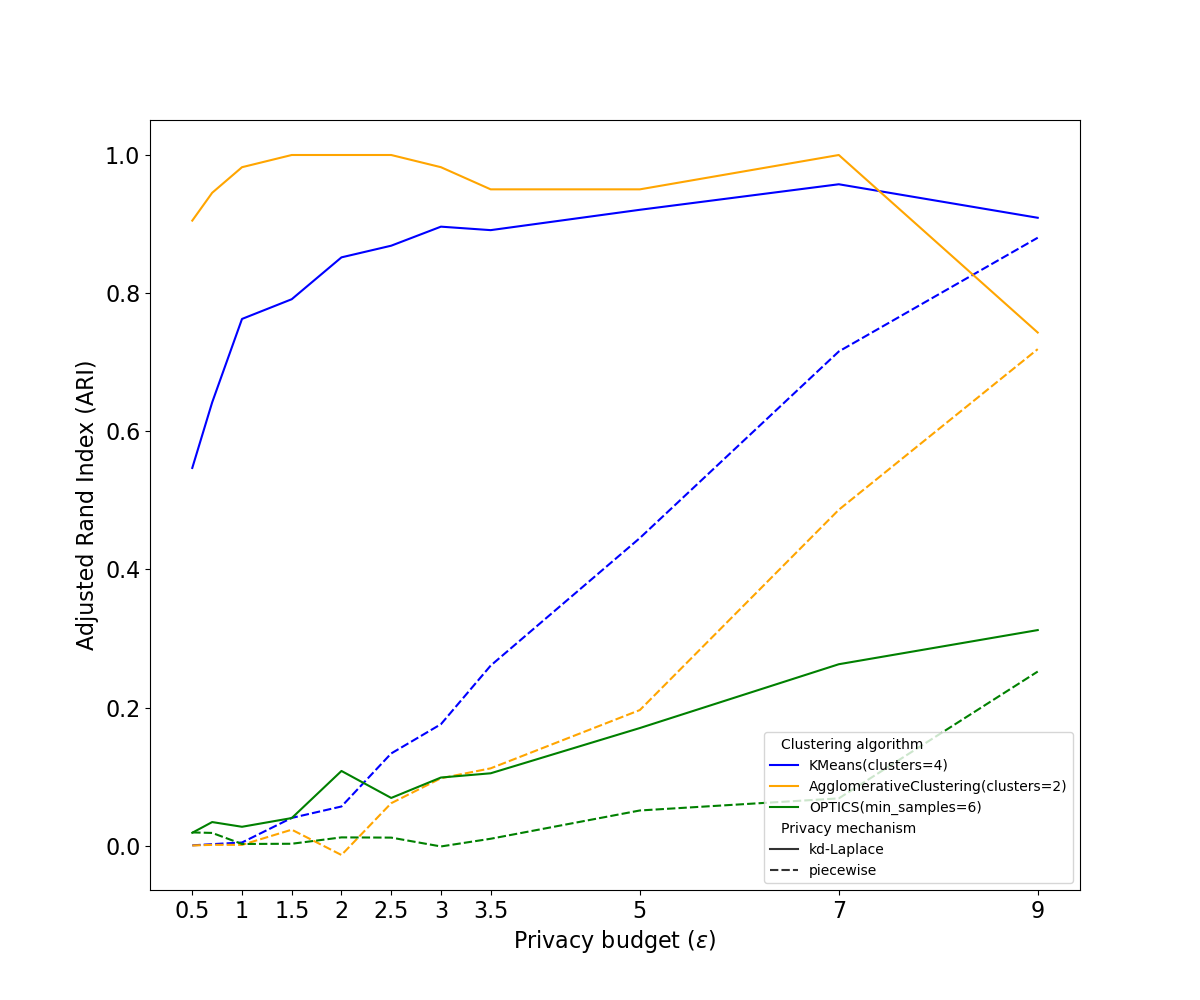 1.0
0.8
0.6
0.4
0.2
0.0
Adjusted Rand Index (ARI)
Clustering algorithm
KMeans(clusters=4)
AgglomerativeClustering(clusters=2)
OPTICS(min_samples=6)
Privacy mechanism
kd-Laplace
piecewise
0.5 1 1.5 2 2.5 3 3.5 5 7 9
Privacy budget (ε)